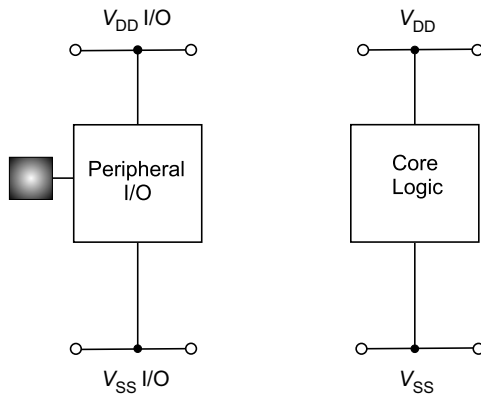 V_DD I/O
V_DD
Peripheral
I/O
Core
Logic
V_SS I/O
V_SS